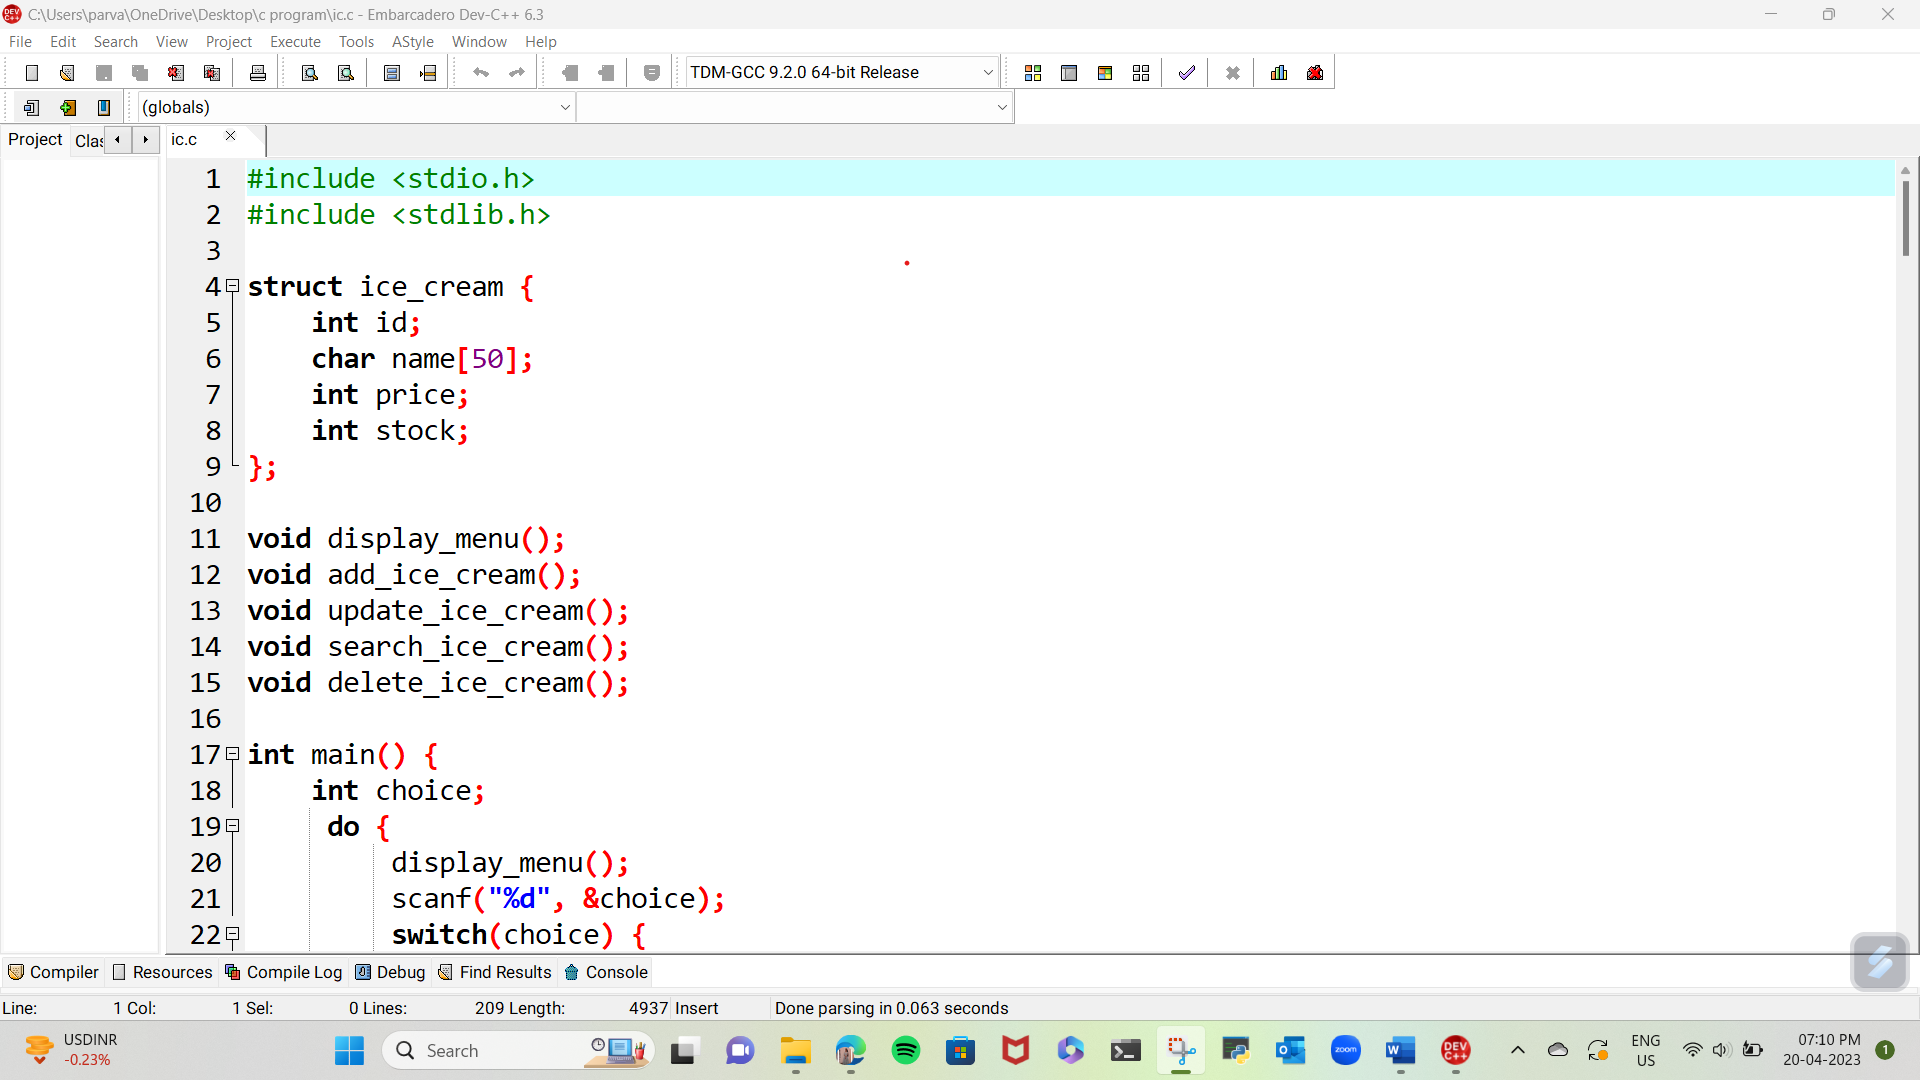 C:\Users\parva\OneDrive\Desktop\c program\ic.c - Embarcadero Dev-C++ 6.3
File Edit Search View Project Execute Tools AStyle Window Help
TDM-GCC 9.2.0 64-bit Release
(globals)
Project Clas ic.c
1 #include <stdio.h>
2 #include <stdlib.h>
3
4 struct ice_cream {
5 int id;
6 char name[50];
7 int price;
8 int stock;
9 };
10
11 void display_menu();
12 void add_ice_cream();
13 void update_ice_cream();
14 void search_ice_cream();
15 void delete_ice_cream();
16
17 int main() {
18 int choice;
19 do {
20 display_menu();
21 scanf("%d", &choice);
22 switch(choice) {
Compiler Resources Compile Log Debug Find Results Console
Line: 1 Col: 1 Sel: 0 Lines: 209 Length: 4937 Insert Done parsing in 0.063 seconds
USDINR
-0.23%
Search
zoom
DEV C++
ENG
US
07:10 PM
20-04-2023
1